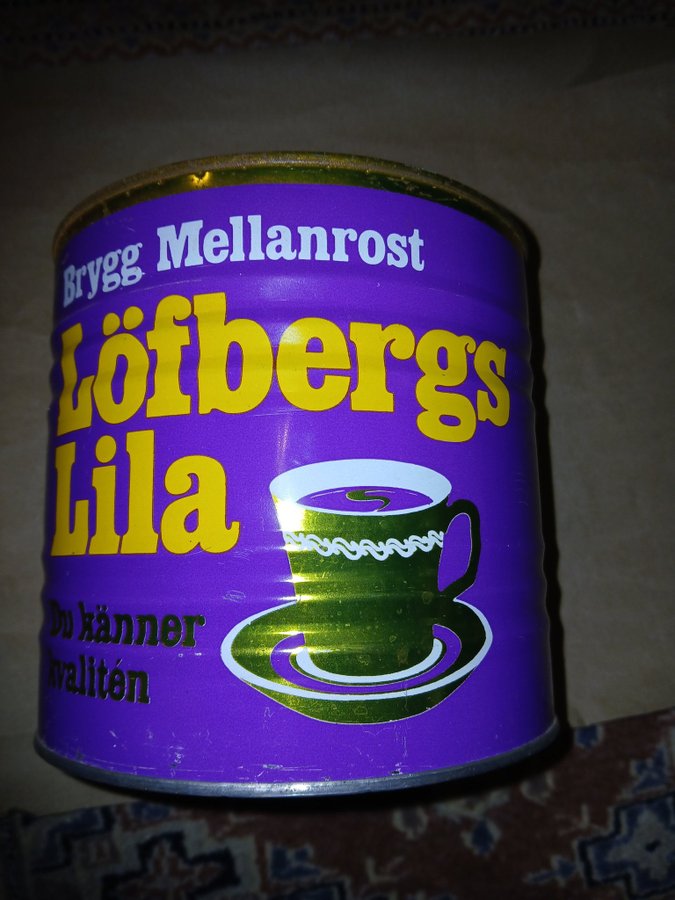 Brygg Mellanrost
Löfbergs
Lila
Du känner
kvalitén